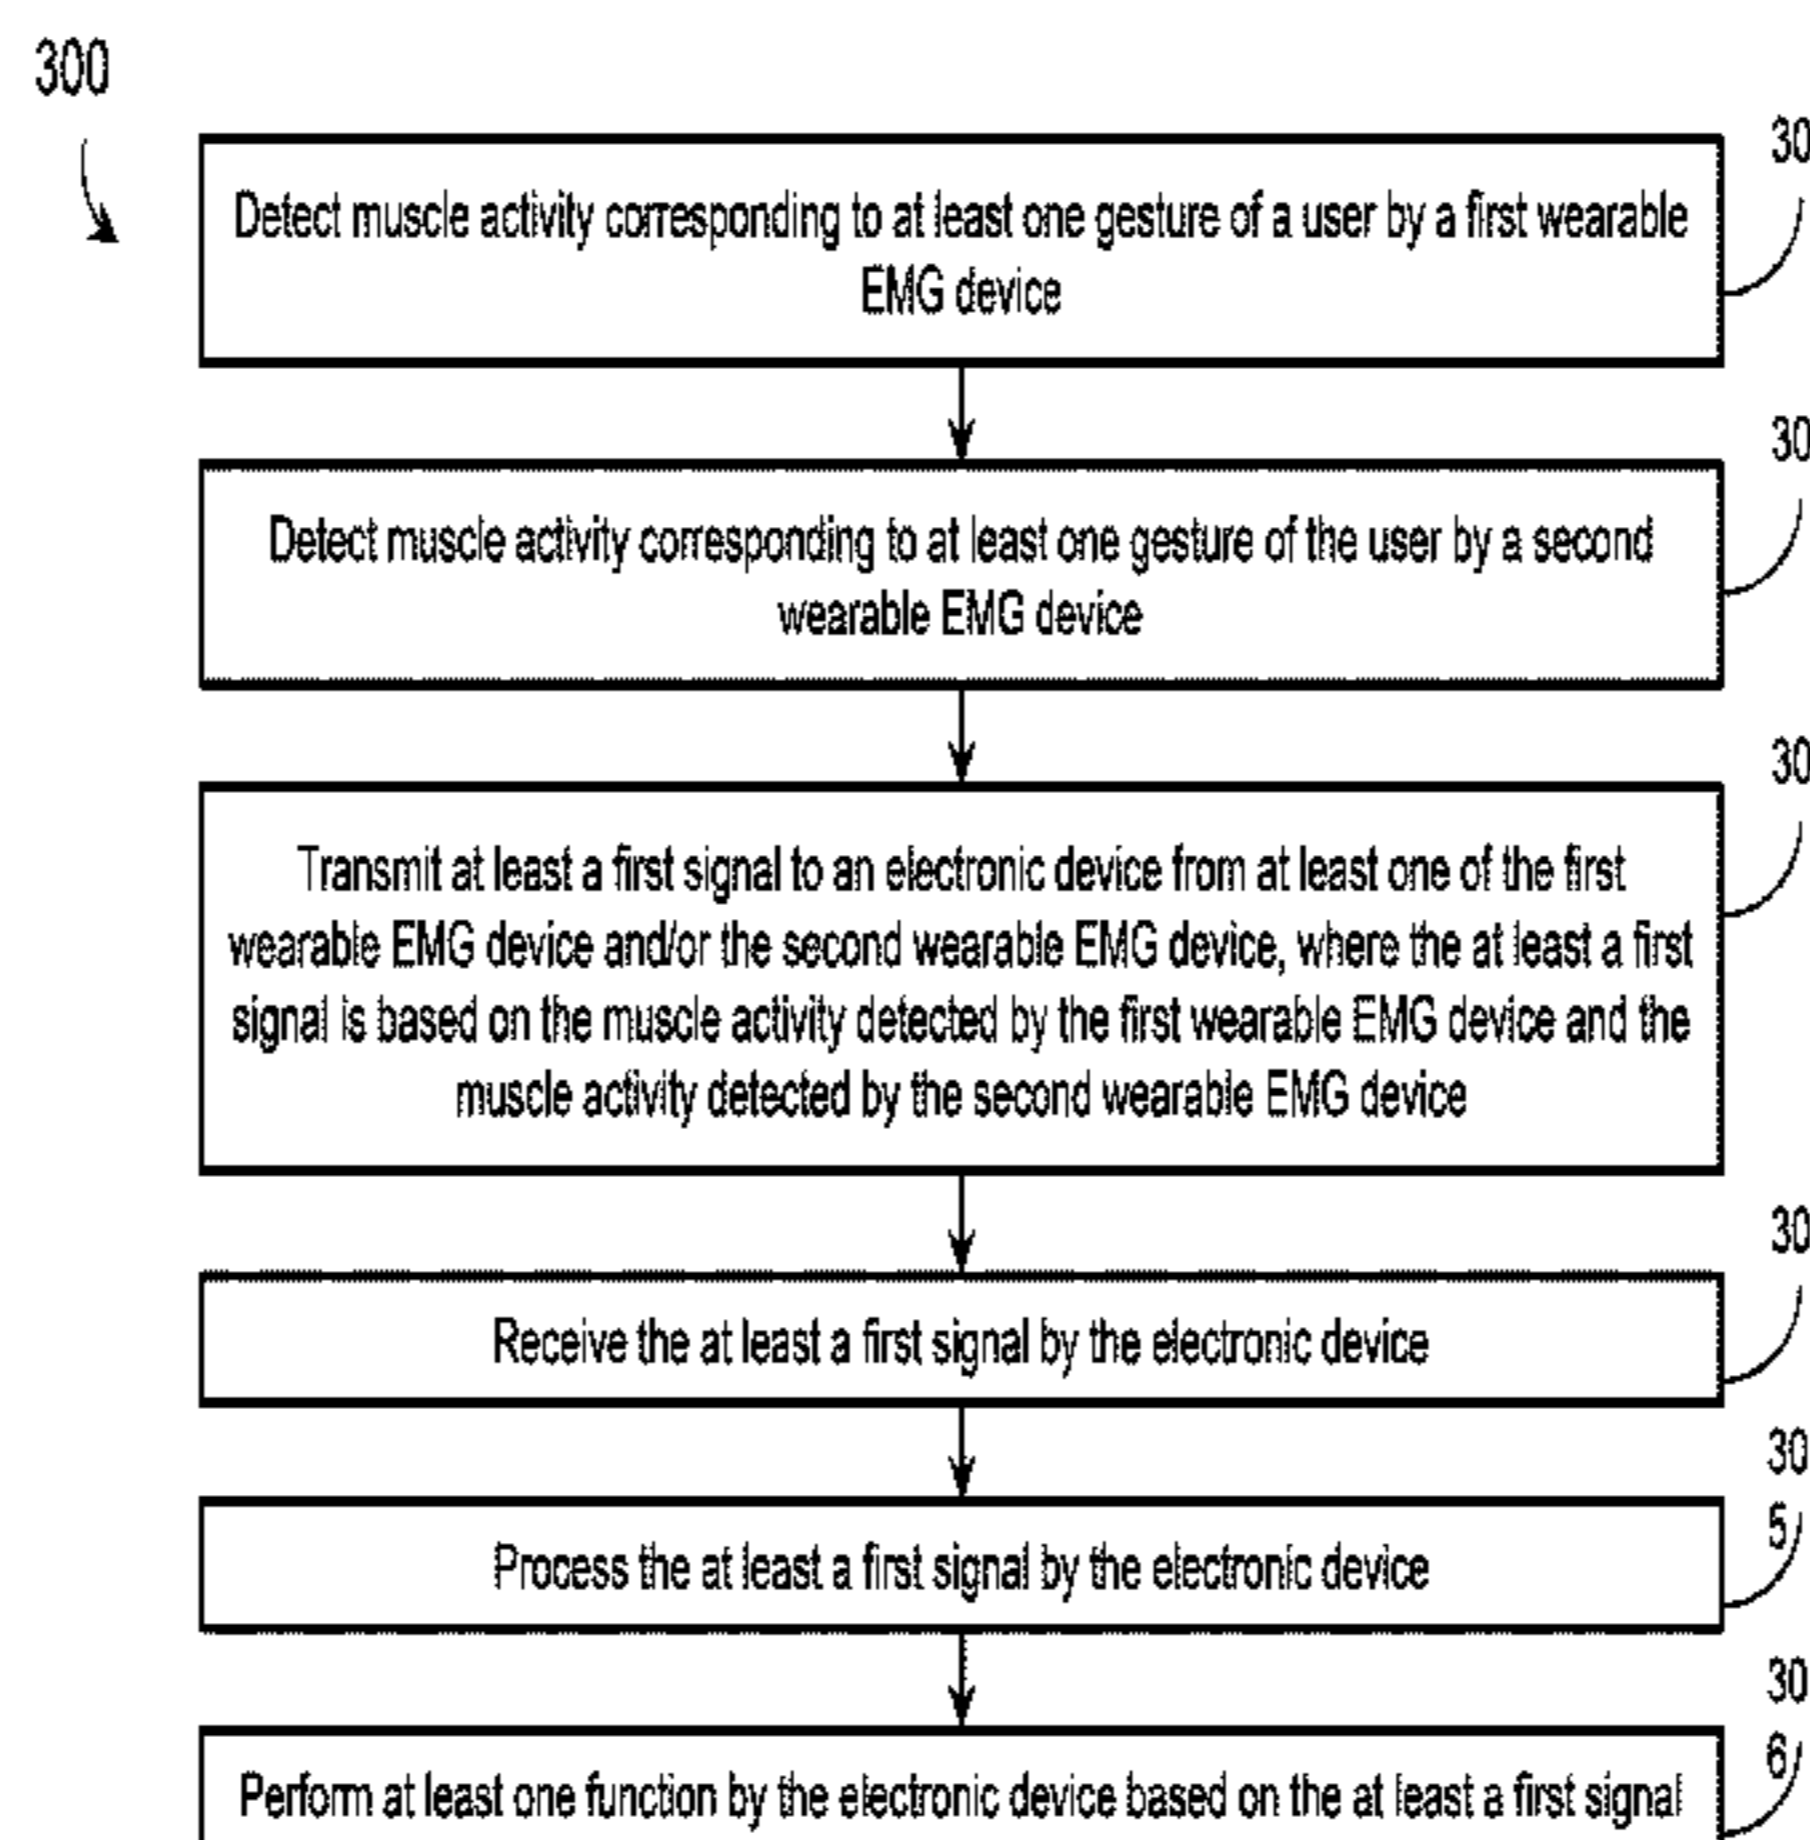 300
30
Detect muscle activity corresponding to at least one gesture of a user by a first wearable
EMG device
30
Detect muscle activity corresponding to at least one gesture of the user by a second
wearable EMG device
30
Transmit at least a first signal to an electronic device from at least one of the first
wearable EMG device and/or the second wearable EMG device, where the at least a first
signal is based on the muscle activity detected by the first wearable EMG device and the
muscle activity detected by the second wearable EMG device
30
Receive the at least a first signal by the electronic device
30
5
Process the at least a first signal by the electronic device
30
6
Perform at least one function by the electronic device based on the at least a first signal